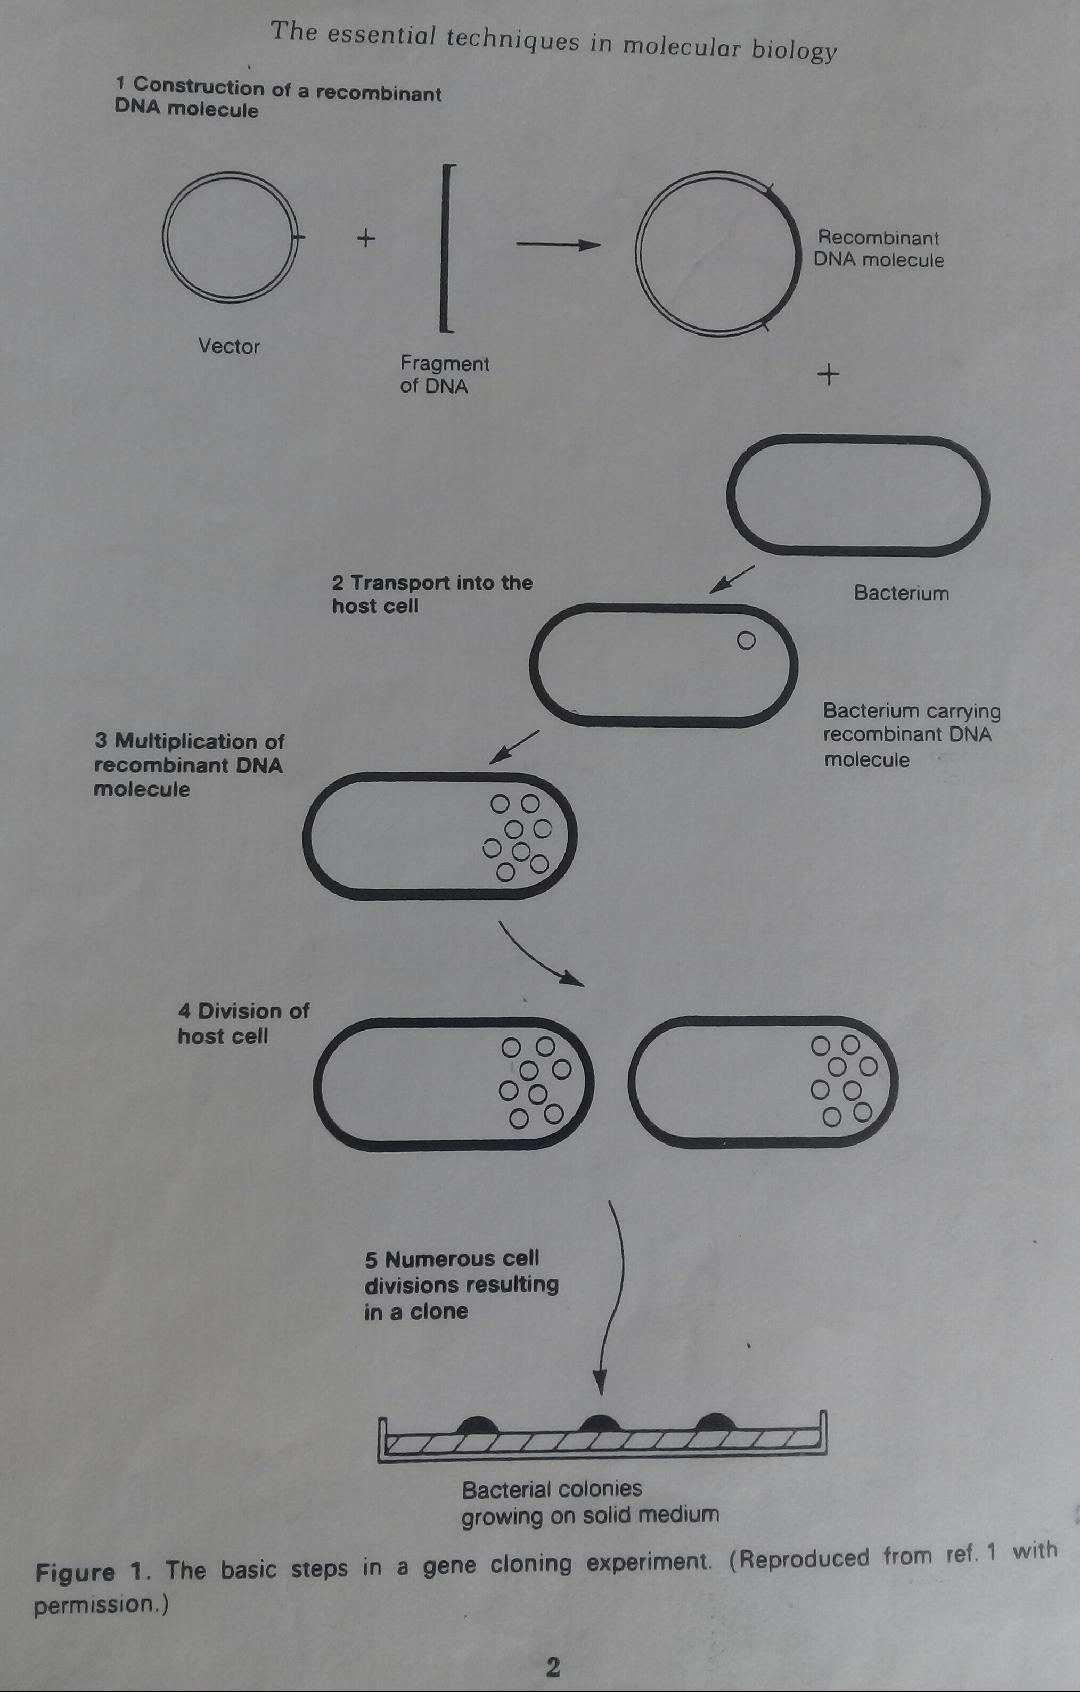 The essential techniques in molecular biology
1 Construction of a recombinant
DNA molecule
+
Recombinant
DNA molecule
Vector
Fragment
of DNA
+
2 Transport into the
host cell
Bacterium
Bacterium carrying
recombinant DNA
molecule
3 Multiplication of
recombinant DNA
molecule
4 Division of
host cell
5 Numerous cell
divisions resulting
in a clone
Bacterial colonies
growing on solid medium
Figure 1. The basic steps in a gene cloning experiment. (Reproduced from ref. 1 with
permission.)
2